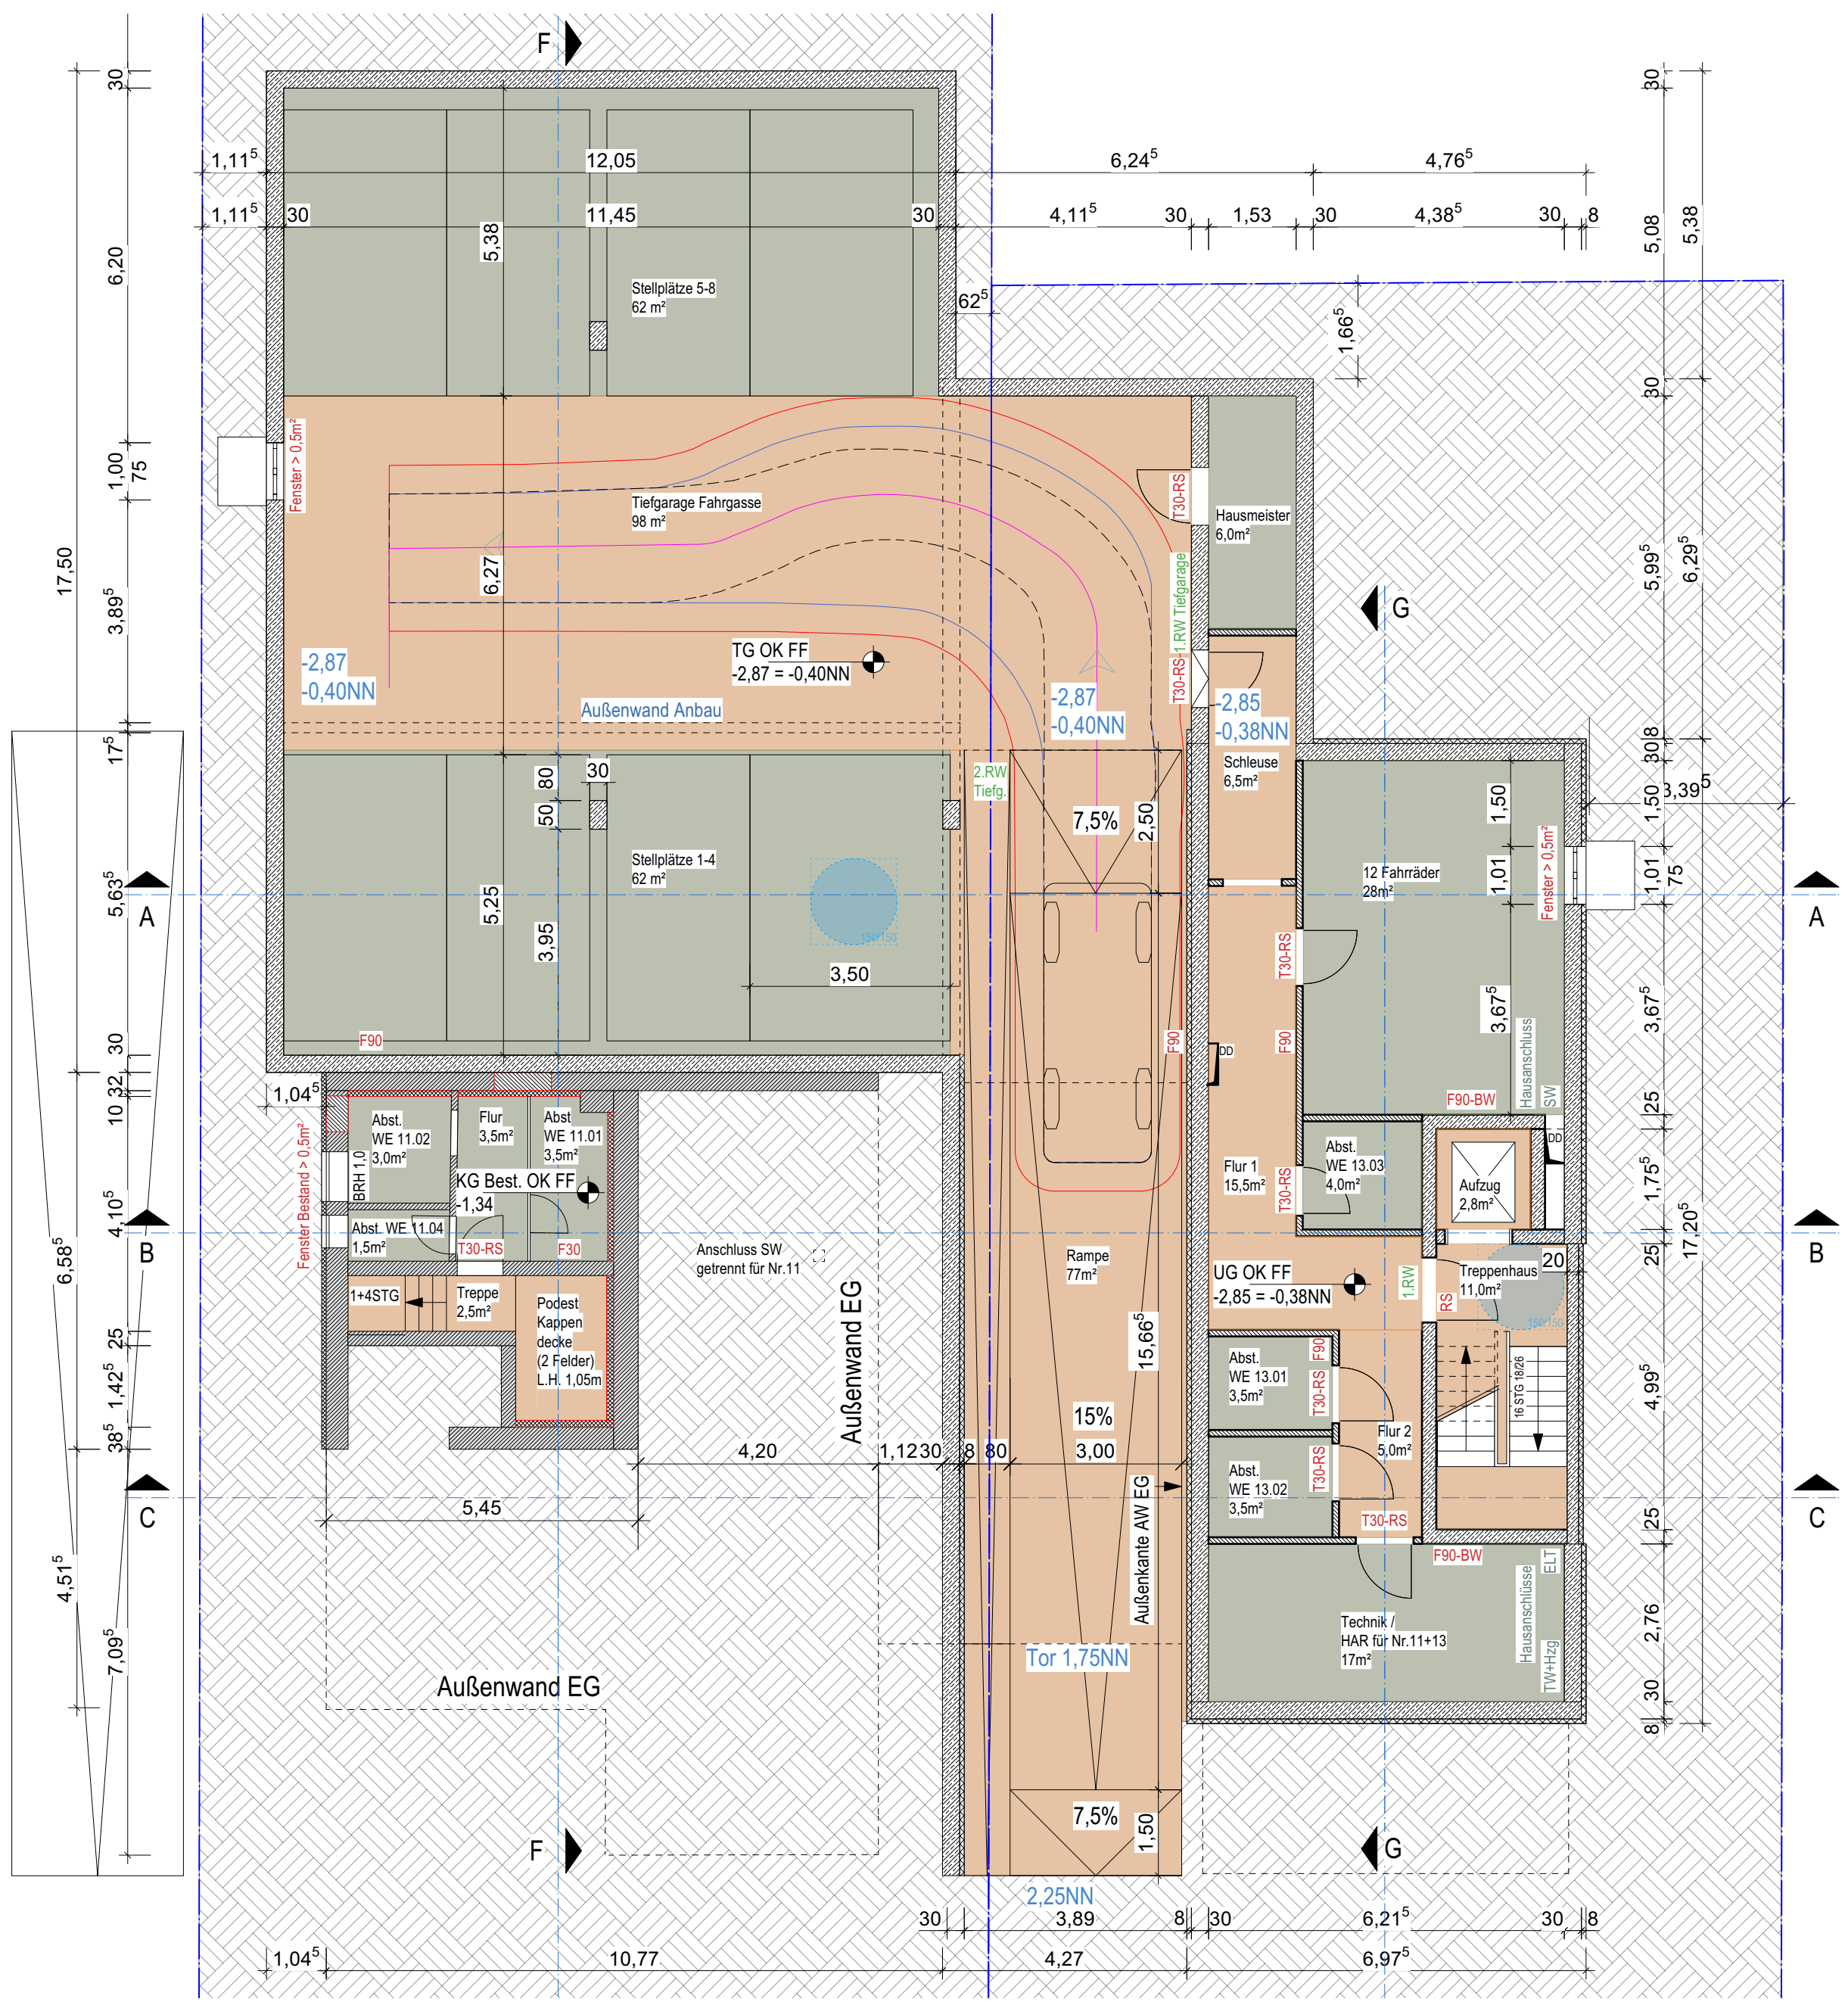 F
30
1,11⁵
12,05
6,24⁵
4,76⁵
1,11⁵
30
11,45
30
4,11⁵
30
1,53
30
4,38⁵
30
8
30
5,08
5,38
6,20
5,38
Stellplätze 5-8
62 m²
62⁵
1,66⁵
30
1,00
75
Fenster > 0,5m²
Tiefgarage Fahrgasse
98 m²
T30-RS
Hausmeister
6,0m²
17,50
3,89⁵
6,27
1.RW Tiefgarage
5,99⁵
6,29⁵
G
TG OK FF
-2,87 = -0,40NN
-2,87
-0,40NN
Außenwand Anbau
-2,87
-0,40NN
T30-RS
-2,85
-0,38NN
17⁵
Schleuse
6,5m²
308
3,39⁵
80
30
50
2.RW
Tiefg.
7,5%
2,50
1,50
1,50
Stellplätze 1-4
62 m²
12 Fahrräder
28m²
1,01
Fenster > 0,5m²
1,01
75
A
5,63⁵
5,25
3,95
150/150
3,50
T30-RS
A
3,67⁵
3,67⁵
F90
F90
F90
DD
Hausanschluss
SW
30
32
10
1,04⁵
F90-BW
25
Abst.
WE 11.02
3,0m²
Flur
3,5m²
Abst
WE 11.01
3,5m²
Fenster Bestand > 0,5m²
BRH 1,0
KG Best. OK FF
-1,34
Flur 1
15,5m²
Abst.
WE 13.03
4,0m²
T30-RS
DD
Aufzug
2,8m²
1,75⁵
B
4,10⁵
6,58⁵
Abst. WE 11.04
1,5m²
T30-RS
F30
Anschluss SW
getrennt für Nr.11
Rampe
77m²
B
17,20⁵
25
20
Treppenhaus
11,0m²
150/150
1.RW
RS
UG OK FF
-2,85 = -0,38NN
1+4STG
Treppe
2,5m²
Podest
Kappen
decke
(2 Felder)
L.H. 1,05m
Außenwand EG
15,66⁵
25
1,42⁵
38⁵
Abst.
WE 13.01
3,5m²
F90
T30-RS
16 STG 18/26
4,99⁵
15%
Flur 2
5,0m²
4,20
1,12
30
8
80
3,00
Abst.
WE 13.02
3,5m²
T30-RS
Außenkante AW EG
C
5,45
T30-RS
C
25
4,51⁵
F90-BW
ELT
7,09⁵
Technik /
HAR für Nr.11+13
17m²
Hausanschlüsse
TW+Hzg
2,76
Tor 1,75NN
Außenwand EG
30
8
7,5%
1,50
F
G
2,25NN
30
3,89
8
30
6,21⁵
30
8
1,04⁵
10,77
4,27
6,97⁵